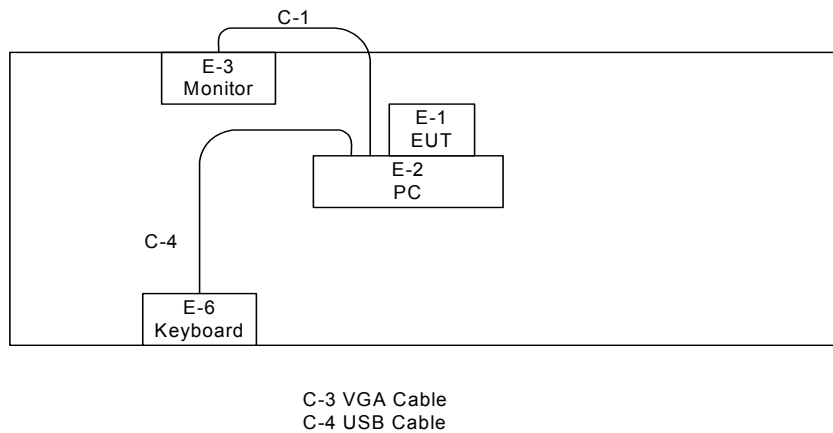 C-1
E-3
Monitor
E-1
EUT
E-2
PC
C-4
E-6
Keyboard
C-3 VGA Cable
C-4 USB Cable